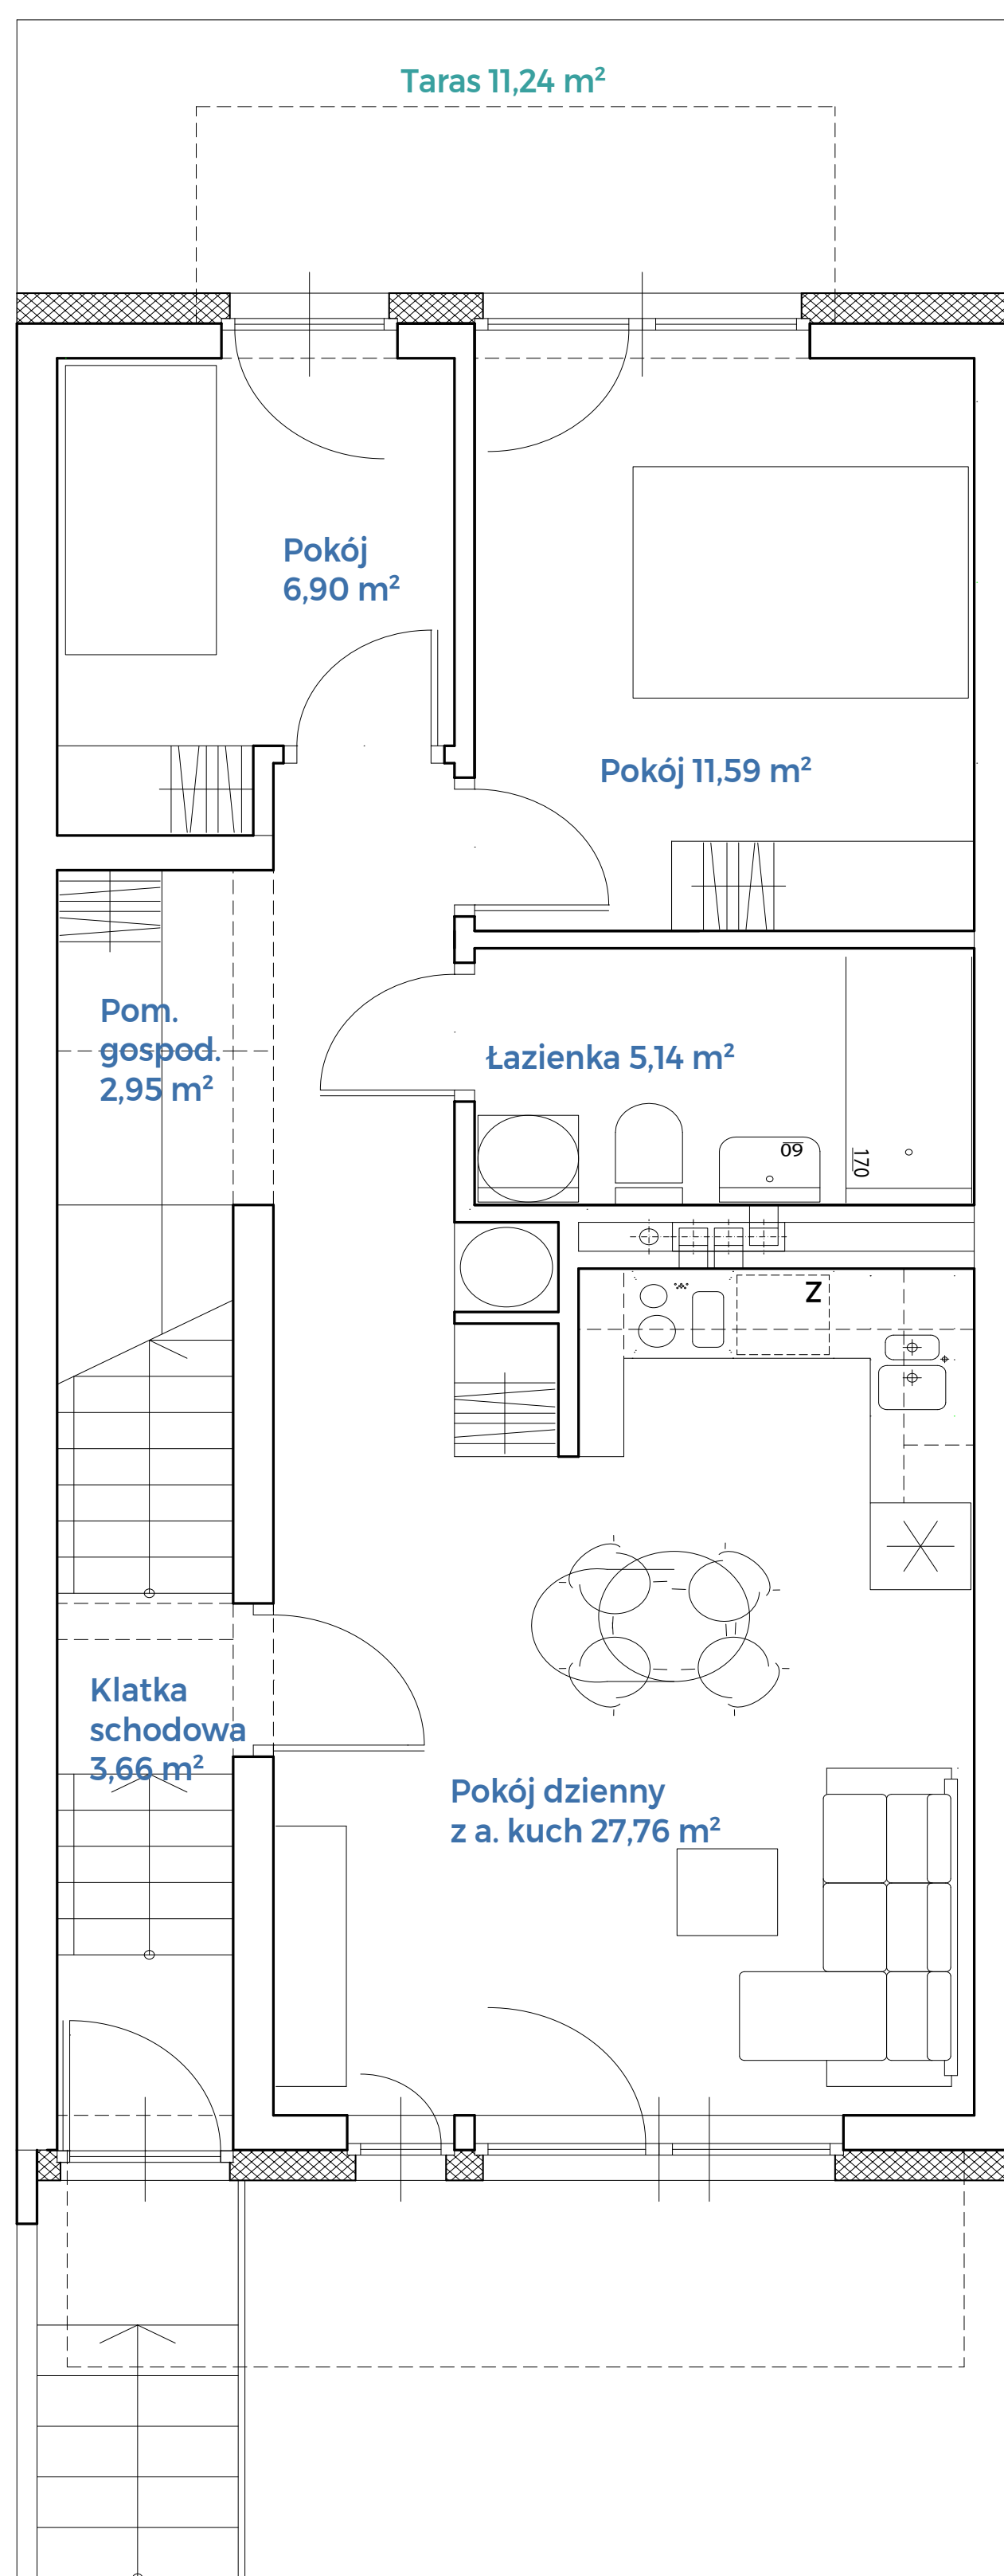 Taras 11,24 m²
Pokój
6,90 m²
Pokój 11,59 m²
Pom.
gospod.
2,95 m²
Łazienka 5,14 m²
60
170
Z
Klatka
schodowa
3,66 m²
Pokój dzienny
z a. kuch 27,76 m²